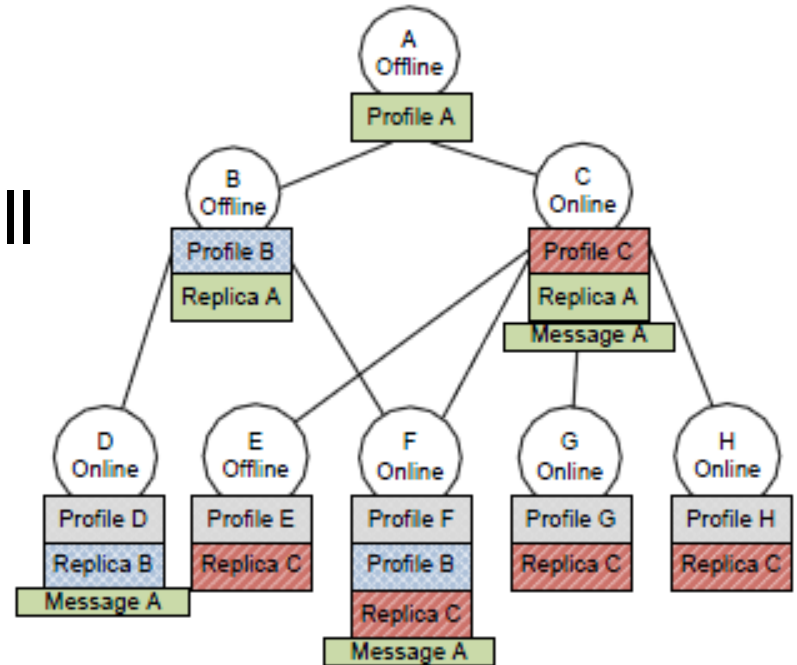 A
Offline
Profile A
II
B
Offline
C
Online
Profile B
Replica A
Profile C
Replica A
Message A
D
Online
E
Offline
F
Online
G
Online
H
Online
Profile D
Replica B
Message A
Profile E
Replica C
Profile F
Profile B
Replica C
Message A
Profile G
Replica C
Profile H
Replica C